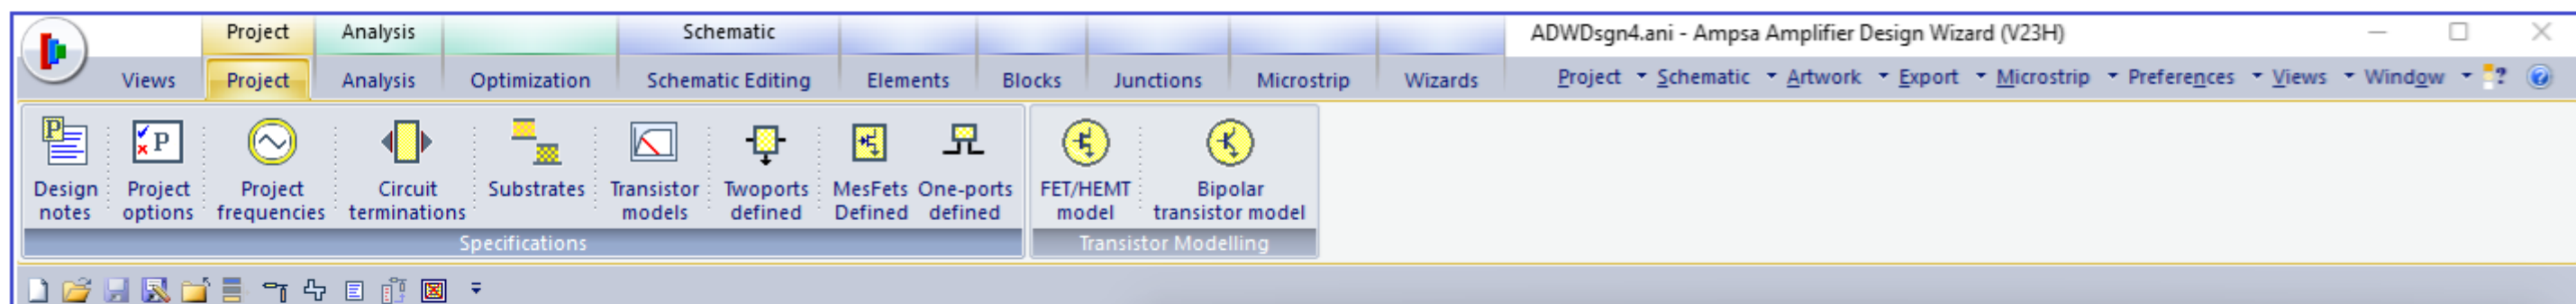 Project Analysis Schematic ADWDsgn4.ani - Ampsa Amplifier Design Wizard (V23H)
Views Project Analysis Optimization Schematic Editing Elements Blocks Junctions Microstrip Wizards Project Schematic Artwork Export Microstrip Preferences Views Window ?
P P
Design Project Project Circuit Substrates Transistor Twoports MesFets One-ports FET/HEMT Bipolar
notes options frequencies terminations models defined Defined defined model transistor model
Specifications Transistor Modelling